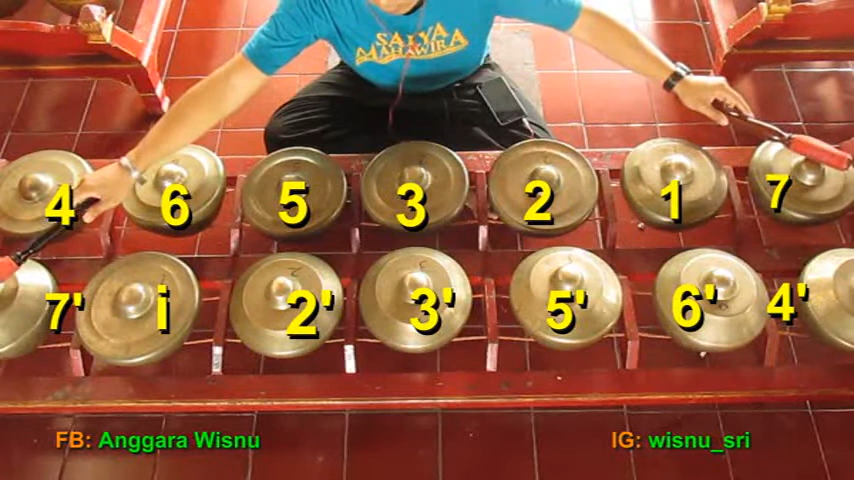 SATYA
MAHAWIRA
4 6 5 3 2 1 7
7' i 2' 3' 5' 6' 4'
FB: Anggara Wisnu
IG: wisnu_sri